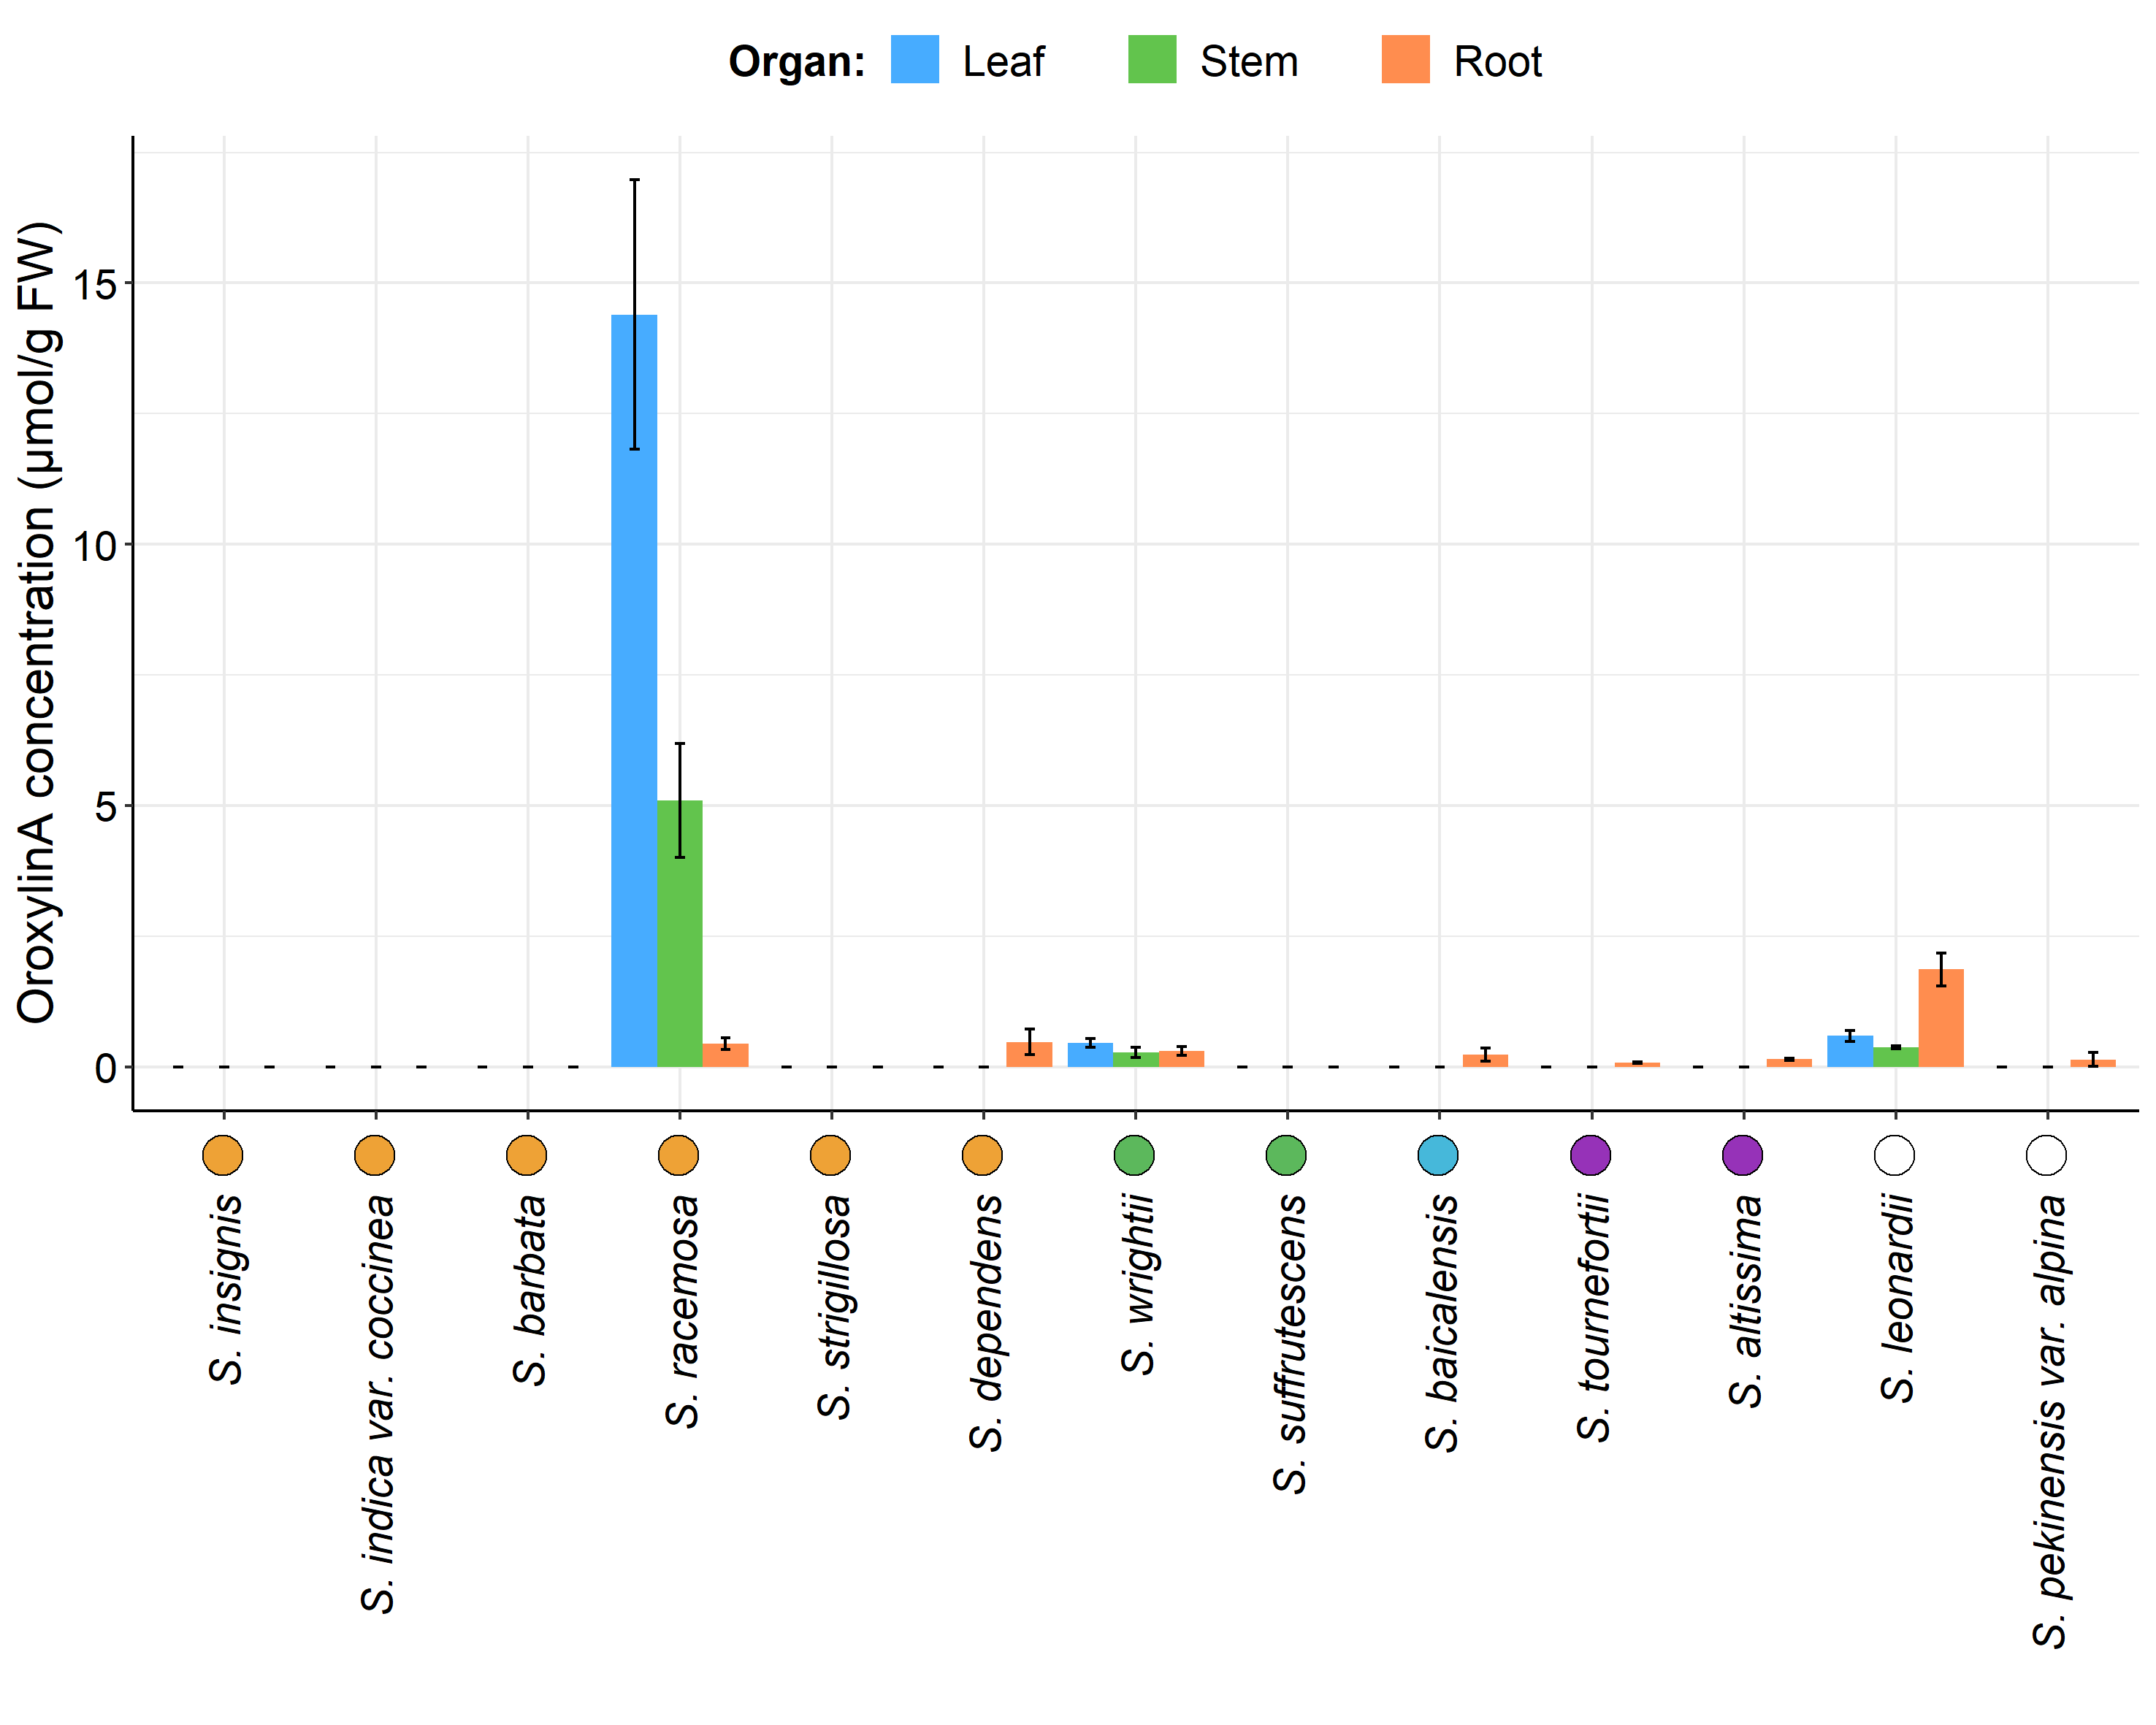 Organ: Leaf Stem Root
OroxylinA concentration (µmol/g FW)
15
10
5
0
S. insignis
S. indica var. coccinea
S. barbata
S. racemosa
S. strigillosa
S. dependens
S. wrightii
S. suffrutescens
S. baicalensis
S. tournefortii
S. altissima
S. leonardii
S. pekinensis var. alpina